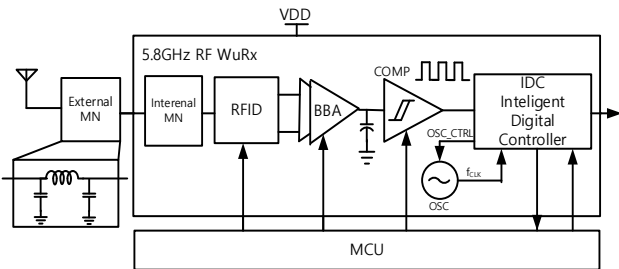 VDD
5.8GHz RF WuRx
External
MN
Interenal
MN
RFID
BBA
COMP
IDC
Inteligent
Digital
Controller
OSC_CTRL
fCLK
OSC
MCU